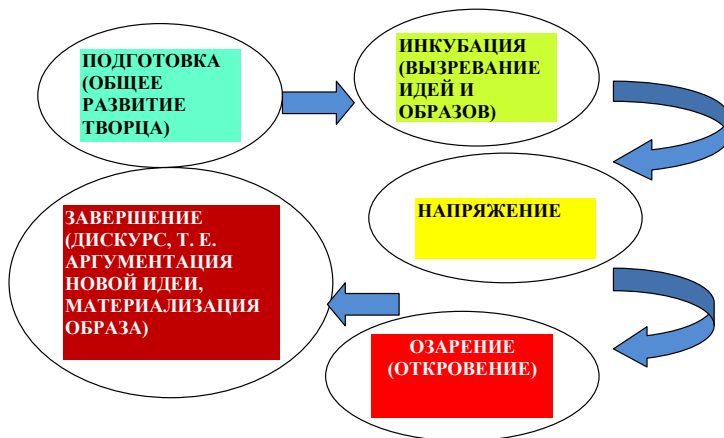 ПОДГОТОВКА
(ОБЩЕЕ
РАЗВИТИЕ
ТВОРЦА)
ИНКУБАЦИЯ
(ВЫЗРЕВАНИЕ
ИДЕЙ И
ОБРАЗОВ)
НАПРЯЖЕНИЕ
ОЗАРЕНИЕ
(ОТКРОВЕНИЕ)
ЗАВЕРШЕНИЕ
(ДИСКУРС, Т. Е.
АРГУМЕНТАЦИЯ
НОВОЙ ИДЕИ,
МАТЕРИАЛИЗАЦИЯ
ОБРАЗА)